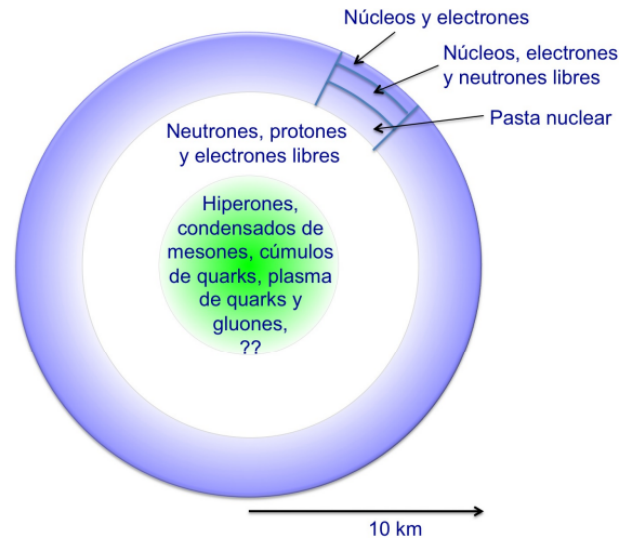 Núcleos y electrones
Núcleos, electrones
y neutrones libres
Pasta nuclear
Neutrones, protones
y electrones libres
Hiperones,
condensados de
mesones, cúmulos
de quarks, plasma
de quarks y
gluones,
??
10 km